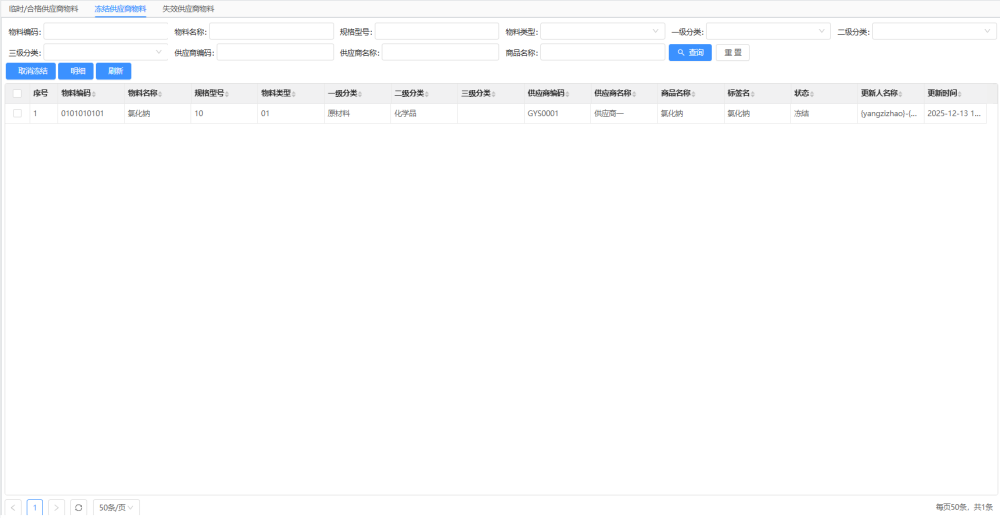 临时/合格供应商物料 冻结供应商物料 失效供应商物料
物料编码: 物料名称: 规格型号: 物料类型: 一级分类: 二级分类:
三级分类: 供应商编码: 供应商名称: 商品名称: 查询 重 置
取消冻结 明细 刷新
序号 物料编码 物料名称 规格型号 物料类型 一级分类 二级分类 三级分类 供应商编码 供应商名称 商品名称 标签名 状态 更新人名称 更新时间
1 0101010101 氯化钠 10 01 原材料 化学品 GYS0001 供应商一 氯化钠 氯化钠 冻结 (yangzizhao)-(... 2025-12-13 1...
1 50条/页 每页50条，共1条